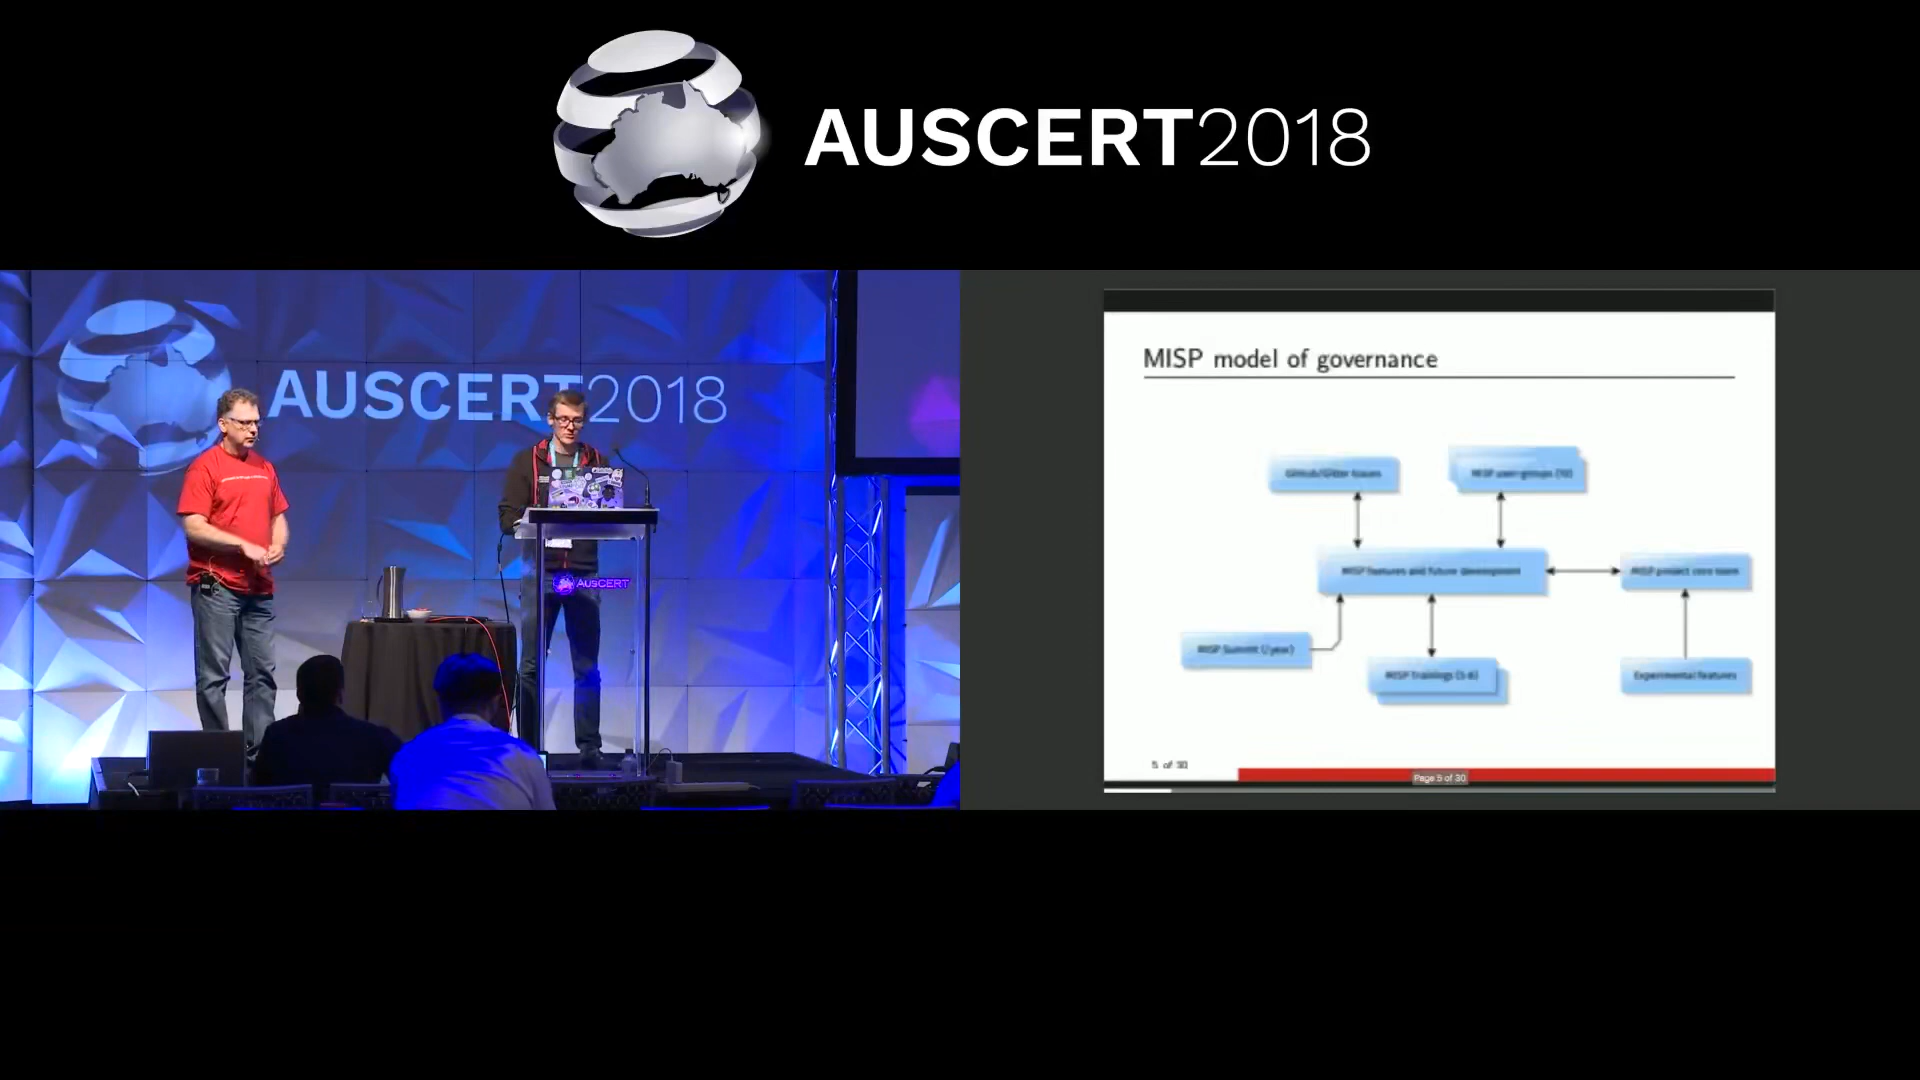 AUSCERT2018
AUSCERT2018
AusCERT
MISP model of governance
GitHub/Gitter Issues
MISP user-groups (10)
MISP features and future development
MISP project core team
MISP Summit (/year)
MISP Trainings (5-8)
Experimental features
5 of 30
Page 5 of 30